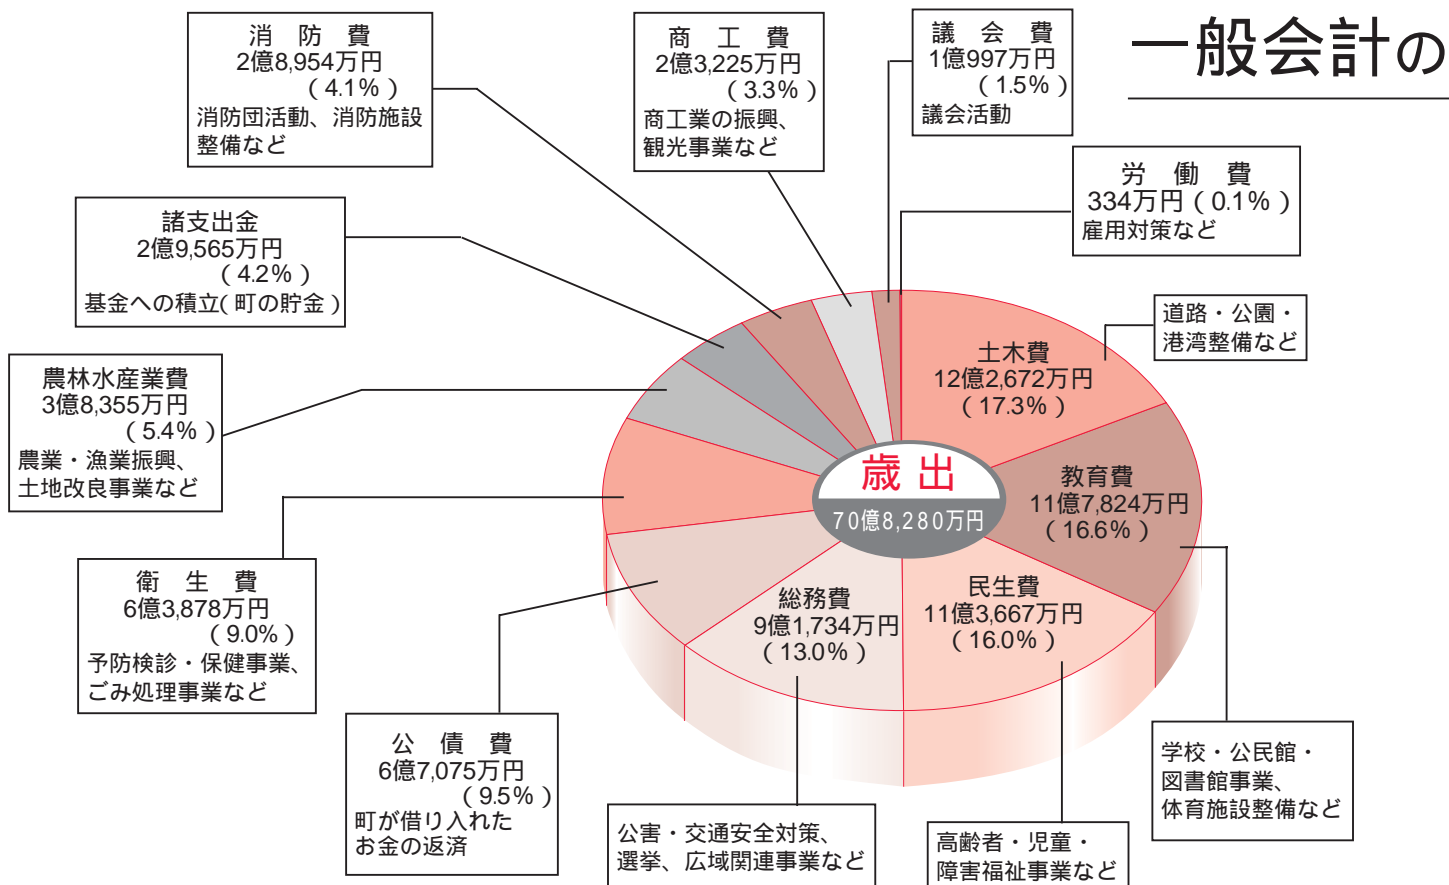 一般会計の
消防費
2億8,954万円
（4.1％）
消防団活動、消防施設
整備など
商工費
2億3,225万円
（3.3％）
商工業の振興、
観光事業など
議会費
1億997万円
（1.5％）
議会活動
労働費
334万円（0.1％）
雇用対策など
諸支出金
2億9,565万円
（4.2％）
基金への積立（町の貯金）
農林水産業費
3億8,355万円
（5.4％）
農業・漁業振興、
土地改良事業など
衛生費
6億3,878万円
（9.0％）
予防検診・保健事業、
ごみ処理事業など
公債費
6億7,075万円
（9.5％）
町が借り入れた
お金の返済
土木費
12億2,672万円
（17.3％）
道路・公園・
港湾整備など
教育費
11億7,824万円
（16.6％）
学校・公民館・
図書館事業、
体育施設整備など
民生費
11億3,667万円
（16.0％）
高齢者・児童・
障害福祉事業など
総務費
9億1,734万円
（13.0％）
公害・交通安全対策、
選挙、広域関連事業など
歳出
70億8,280万円